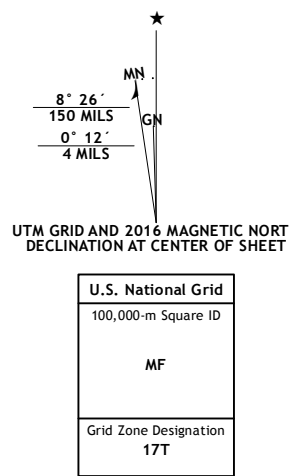 ★
MN
8° 26´
150 MILS
GN
0° 12´
4 MILS
UTM GRID AND 2016 MAGNETIC NORT
DECLINATION AT CENTER OF SHEET
U.S. National Grid
100,000-m Square ID
MF
Grid Zone Designation
17T